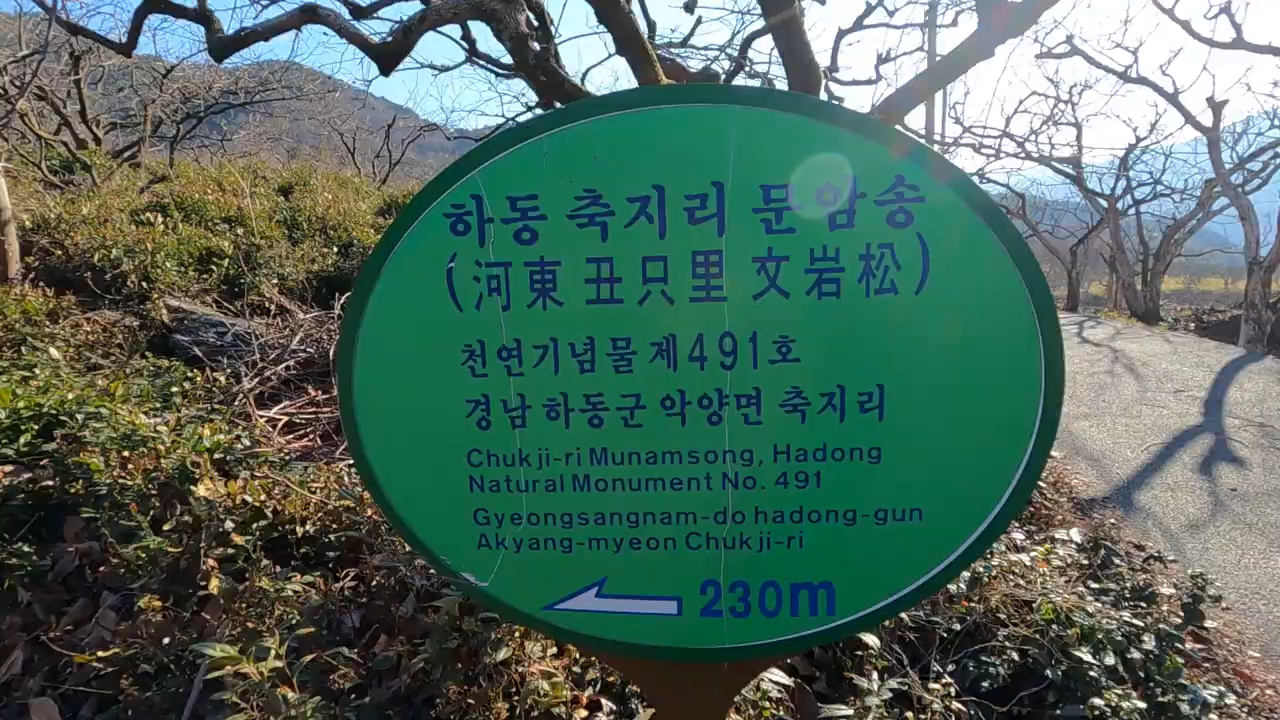 하동 축지리 문암송
(河東 丑只里 文岩松)
천연기념물 제491호
경남 하동군 악양면 축지리
Chukji-ri Munamsong, Hadong
Natural Monument No. 491
Gyeongsangnam-do hadong-gun
Akyang-myeon Chukji-ri
230m